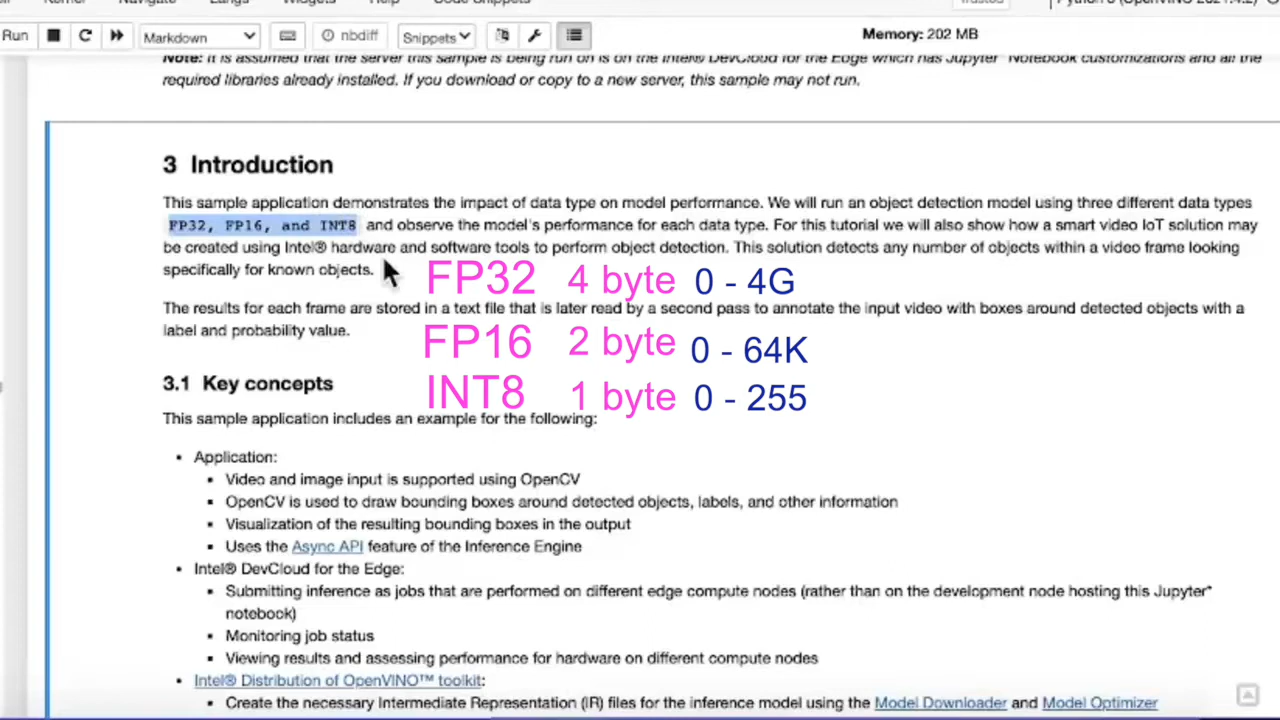 Run Markdown nbdiff Snippets Memory: 202 MB
Note: It is assumed that the server this sample is being run on is on the Intel® DevCloud for the Edge which has Jupyter* Notebook customizations and all the
required libraries already installed. If you download or copy to a new server, this sample may not run.
3 Introduction
This sample application demonstrates the impact of data type on model performance. We will run an object detection model using three different data types
FP32, FP16, and INT8 and observe the model's performance for each data type. For this tutorial we will also show how a smart video IoT solution may
be created using Intel® hardware and software tools to perform object detection. This solution detects any number of objects within a video frame looking
specifically for known objects.
FP32 4 byte 0 - 4G
The results for each frame are stored in a text file that is later read by a second pass to annotate the input video with boxes around detected objects with a
label and probability value.
FP16 2 byte 0 - 64K
3.1 Key concepts
INT8 1 byte 0 - 255
This sample application includes an example for the following:
• Application:
▪ Video and image input is supported using OpenCV
▪ OpenCV is used to draw bounding boxes around detected objects, labels, and other information
▪ Visualization of the resulting bounding boxes in the output
▪ Uses the Async API feature of the Inference Engine
• Intel® DevCloud for the Edge:
▪ Submitting inference as jobs that are performed on different edge compute nodes (rather than on the development node hosting this Jupyter*
notebook)
▪ Monitoring job status
▪ Viewing results and assessing performance for hardware on different compute nodes
• Intel® Distribution of OpenVINO™ toolkit:
▪ Create the necessary Intermediate Representation (IR) files for the inference model using the Model Downloader and Model Optimizer